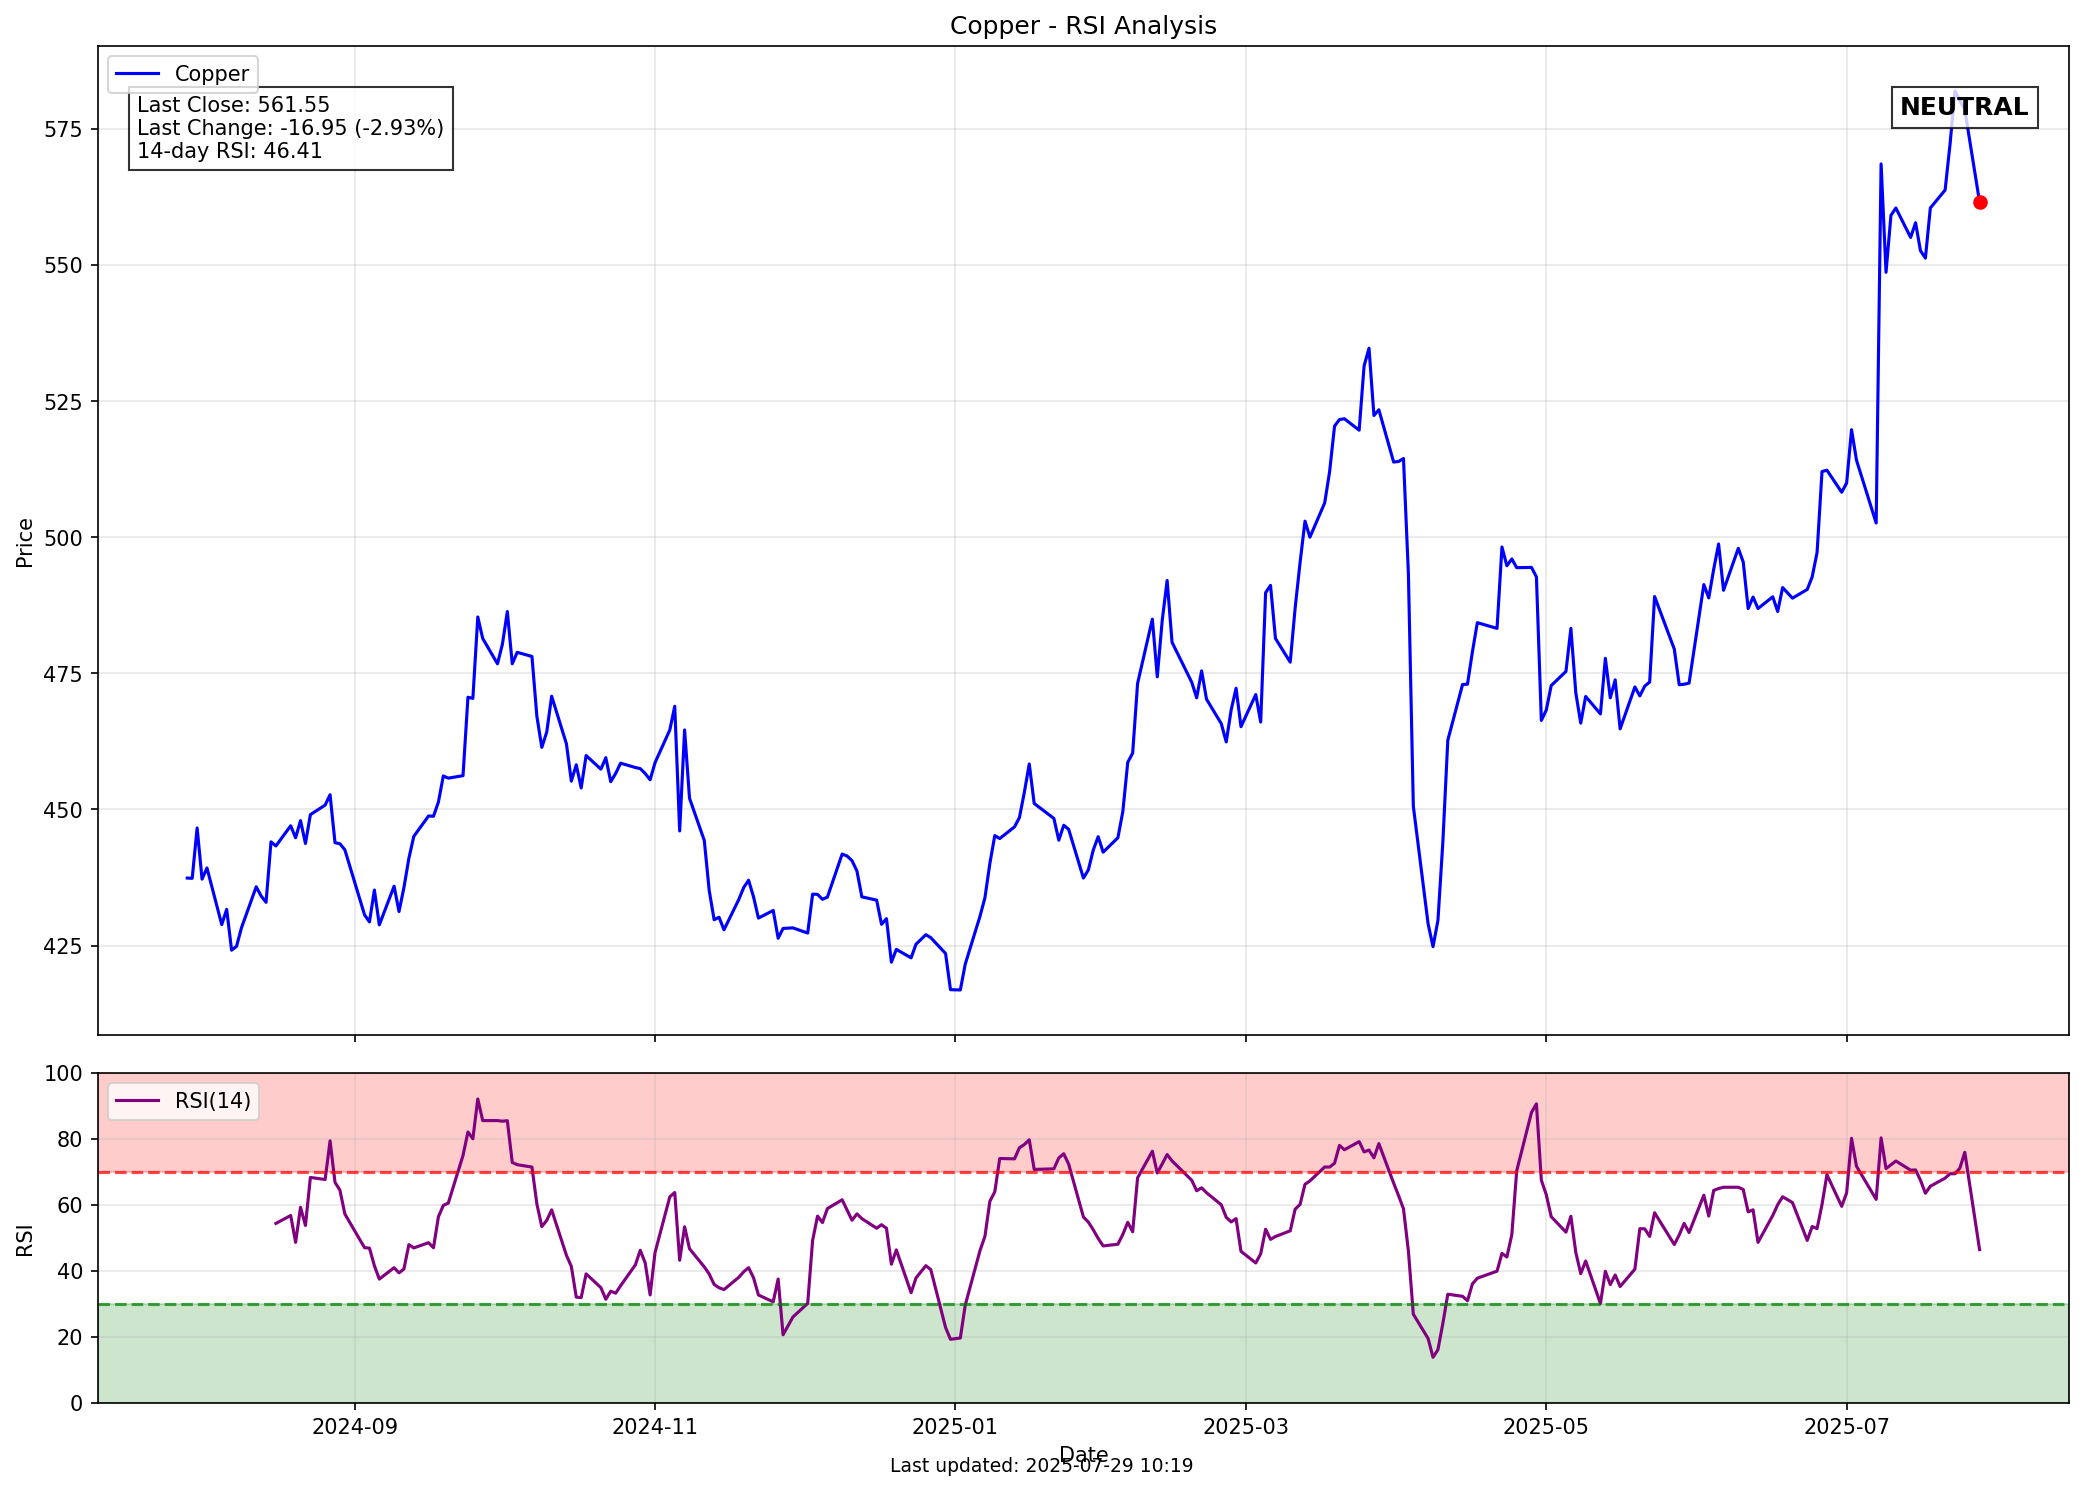 Copper - RSI Analysis
Copper
Last Close: 561.55
Last Change: -16.95 (-2.93%)
14-day RSI: 46.41
NEUTRAL
575
550
525
500
475
450
425
Price
100
80
60
40
20
0
RSI
RSI(14)
2024-09
2024-11
2025-01
2025-03
2025-05
2025-07
Date
Last updated: 2025-07-29 10:19